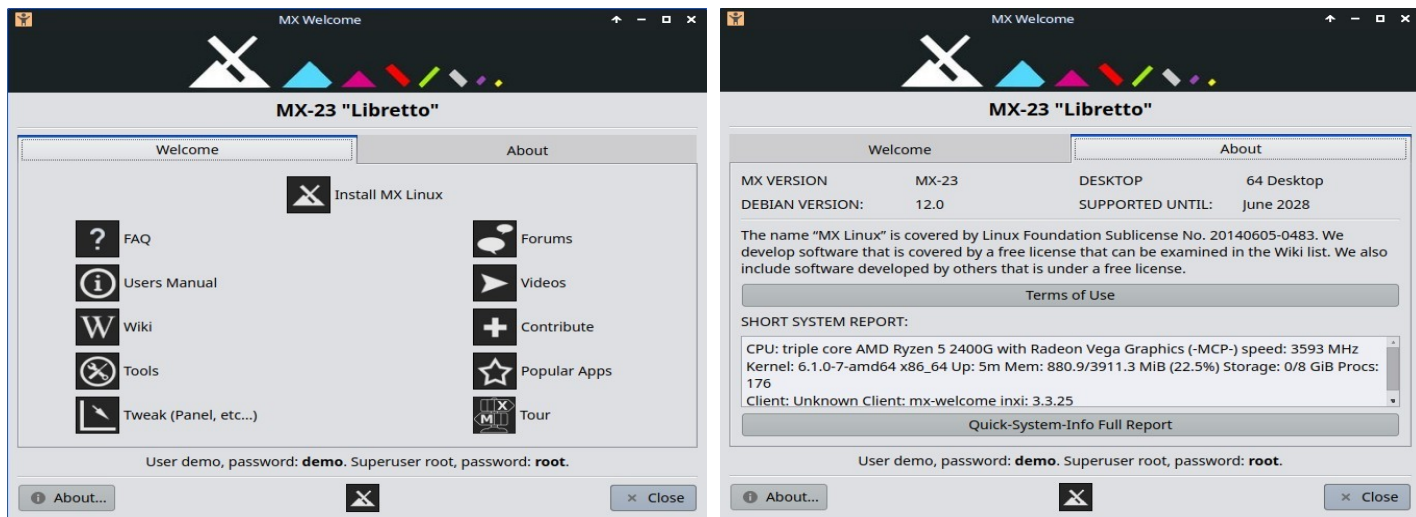 MX Welcome
MX-23 "Libretto"
Welcome
About
Install MX Linux
? FAQ
Forums
Users Manual
Videos
W Wiki
Contribute
Tools
Popular Apps
Tweak (Panel, etc...)
M X Tour
User demo, password: demo. Superuser root, password: root.
About...
Close
MX Welcome
MX-23 "Libretto"
Welcome
About
MX VERSION MX-23 DESKTOP 64 Desktop
DEBIAN VERSION: 12.0 SUPPORTED UNTIL: June 2028
The name “MX Linux” is covered by Linux Foundation Sublicense No. 20140605-0483. We
develop software that is covered by a free license that can be examined in the Wiki list. We also
include software developed by others that is under a free license.
Terms of Use
SHORT SYSTEM REPORT:
CPU: triple core AMD Ryzen 5 2400G with Radeon Vega Graphics (-MCP-) speed: 3593 MHz
Kernel: 6.1.0-7-amd64 x86_64 Up: 5m Mem: 880.9/3911.3 MiB (22.5%) Storage: 0/8 GiB Procs:
176
Client: Unknown Client: mx-welcome inxi: 3.3.25
Quick-System-Info Full Report
User demo, password: demo. Superuser root, password: root.
About...
Close